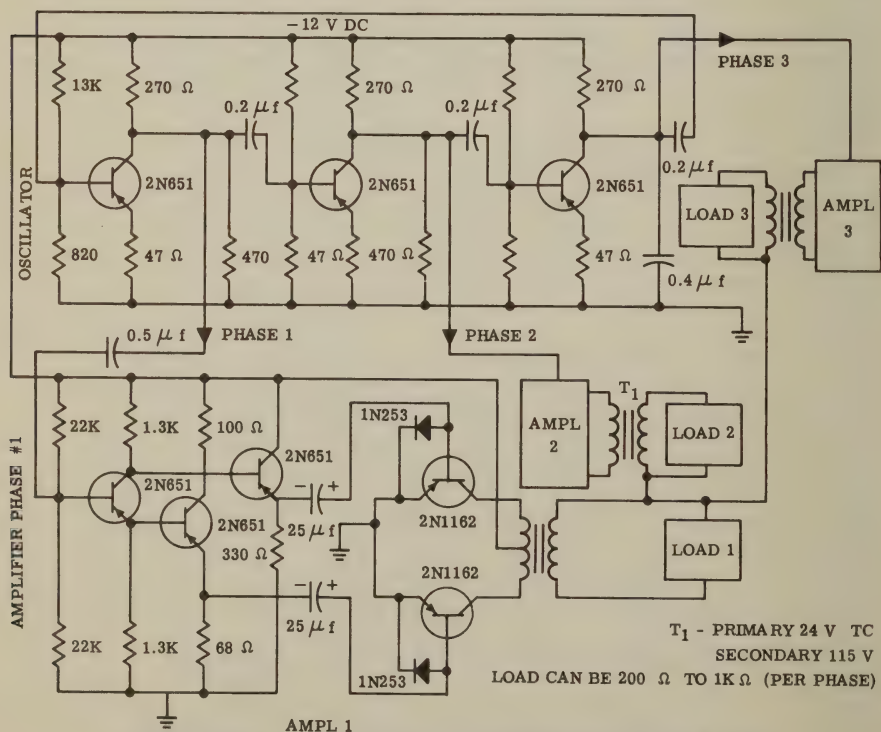 −12 V DC
PHASE 3
13K
270 Ω
0.2 μf
270 Ω
0.2 μf
270 Ω
2N651
2N651
2N651
0.2 μf
LOAD 3
AMPL 3
OSCILLATOR
820
47 Ω
470
47 Ω
470 Ω
47 Ω
0.4 μf
0.5 μf
PHASE 1
PHASE 2
AMPLIFIER PHASE #1
22K
1.3K
100 Ω
1N253
AMPL 2
T1
LOAD 2
2N651
2N651
2N651
25 μf
− +
2N1162
330 Ω
2N1162
LOAD 1
− +
25 μf
22K
1.3K
68 Ω
1N253
T1 - PRIMARY 24 V TC
SECONDARY 115 V
LOAD CAN BE 200 Ω TO 1K Ω (PER PHASE)
AMPL 1